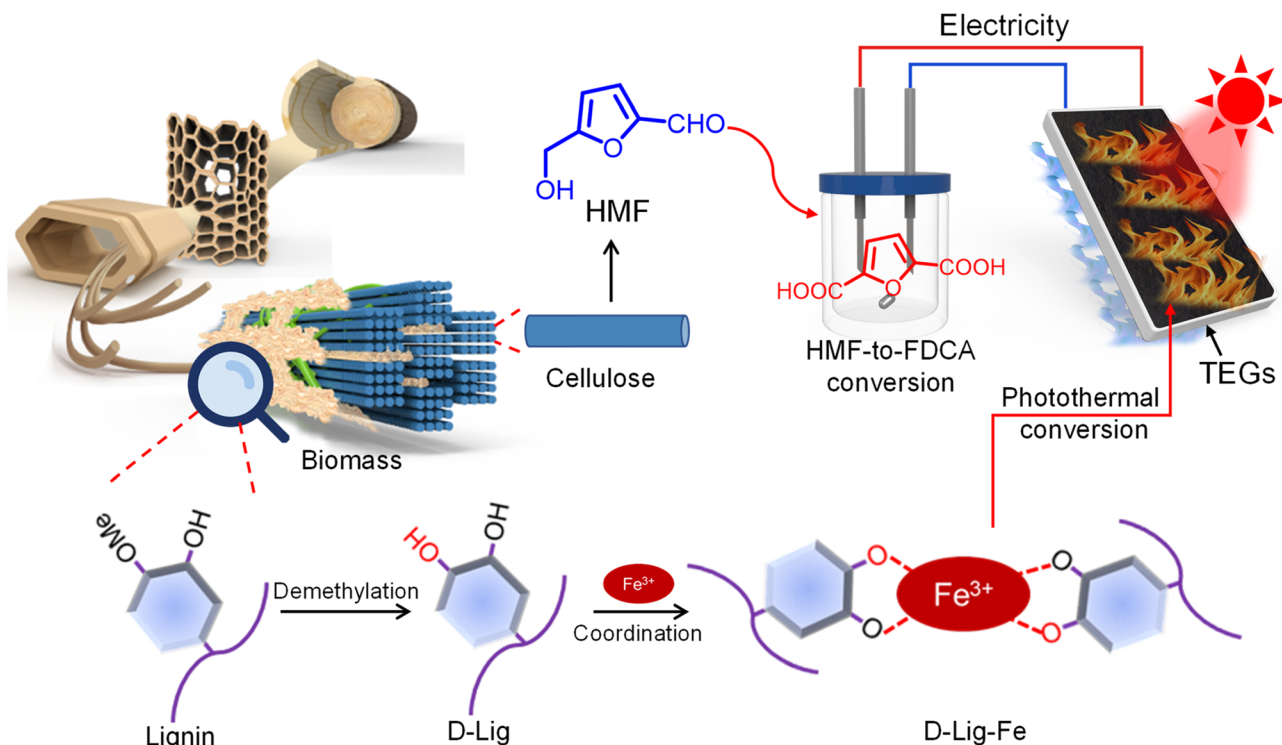 Electricity
CHO
O
OH
HMF
COOH
HOOC
O
HMF-to-FDCA
conversion
TEGs
Cellulose
Photothermal
conversion
Biomass
OMe
HO
OH
HO
Demethylation
Fe³⁺
Coordination
O
O
Fe³⁺
O
O
Lignin
D-Lig
D-Lig-Fe